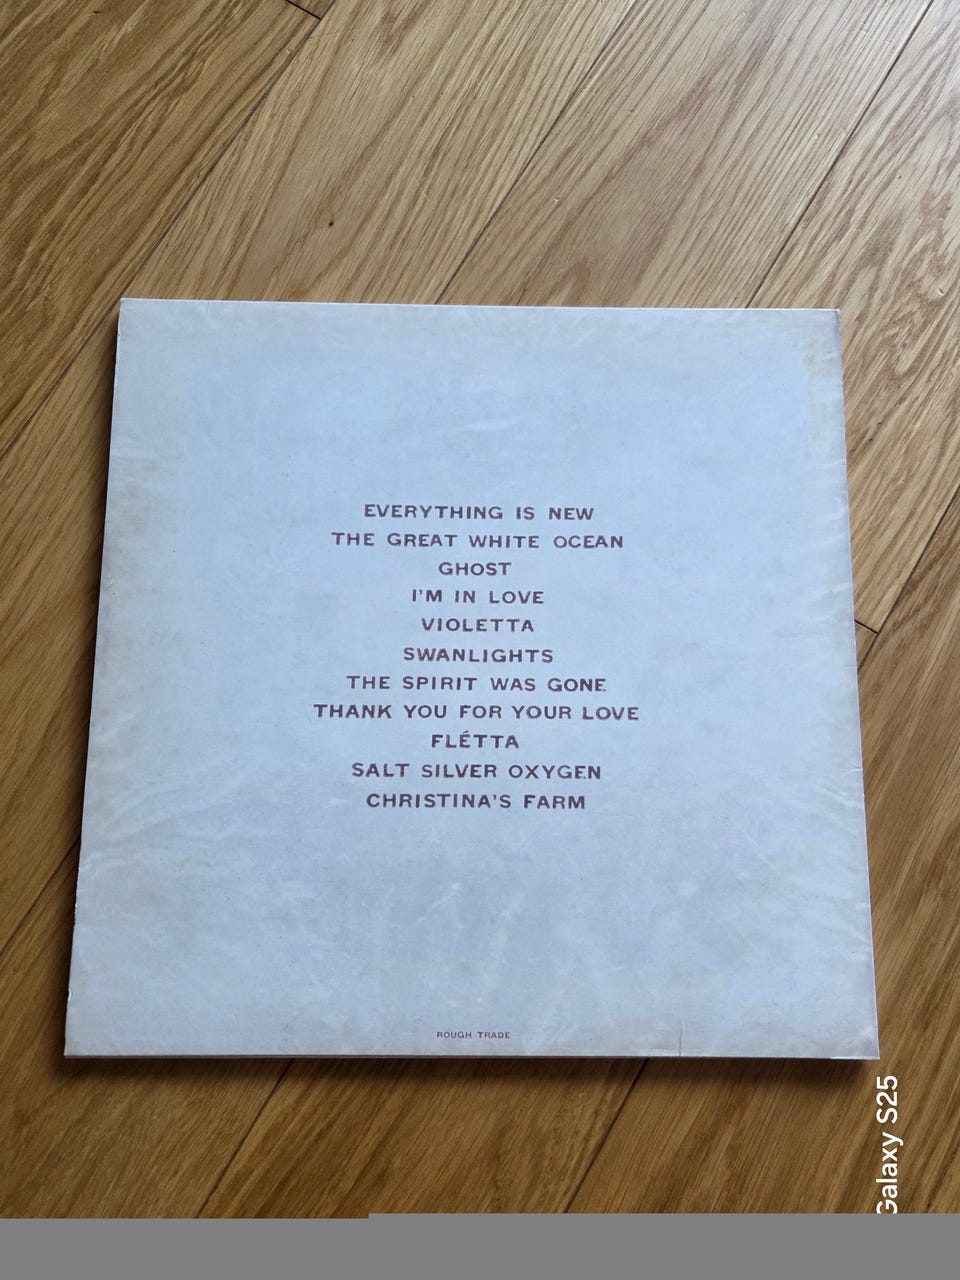 EVERYTHING IS NEW
THE GREAT WHITE OCEAN
GHOST
I'M IN LOVE
VIOLETTA
SWANLIGHTS
THE SPIRIT WAS GONE
THANK YOU FOR YOUR LOVE
FLÉTTA
SALT SILVER OXYGEN
CHRISTINA'S FARM
ROUGH TRADE
Galaxy S25